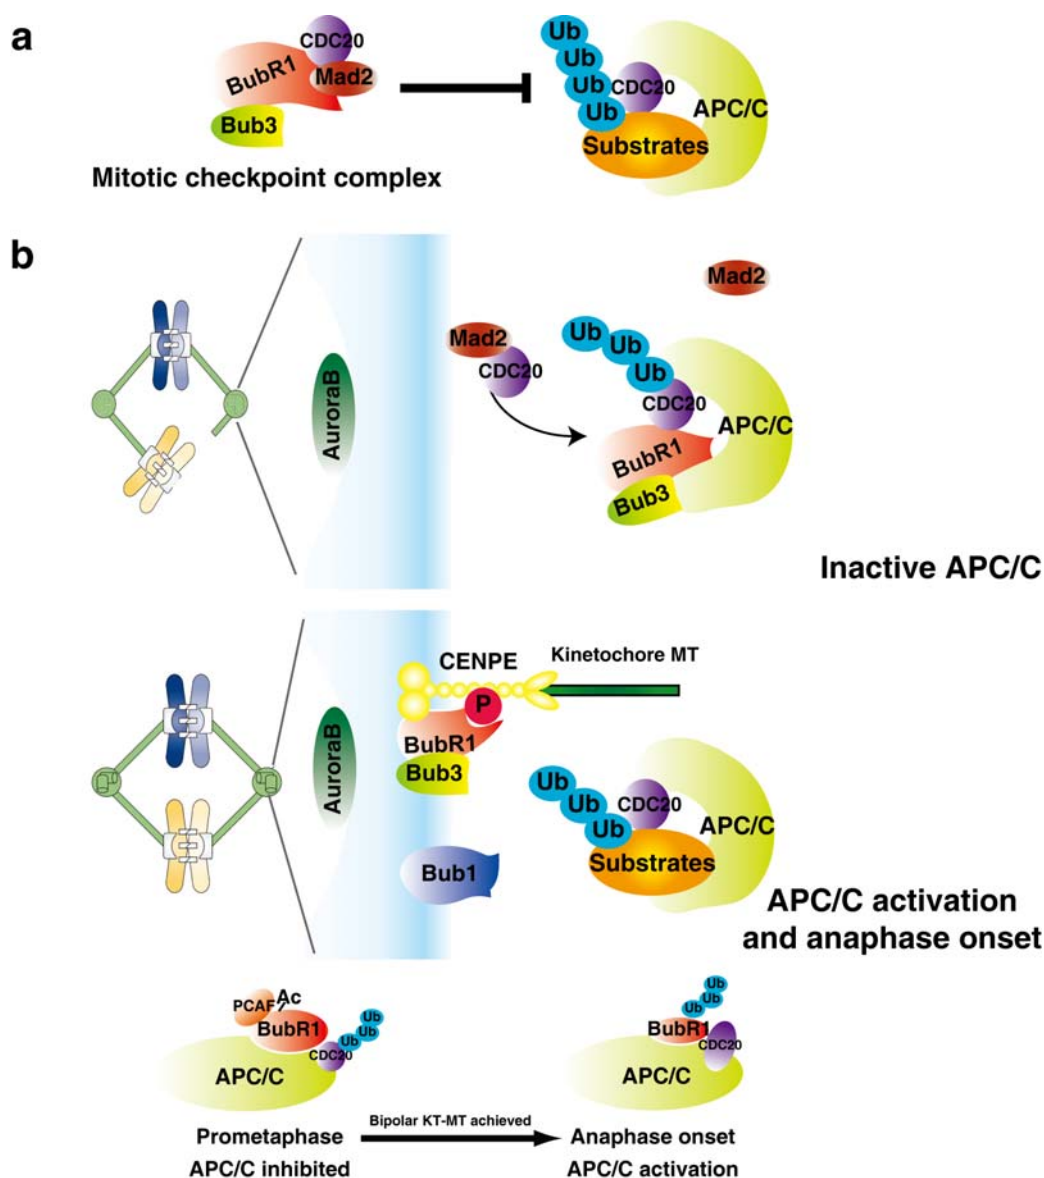 a
CDC20
BubR1
Mad2
Bub3
Mitotic checkpoint complex
Ub
Ub
Ub
Ub
CDC20
APC/C
Substrates
b
AuroraB
Mad2
CDC20
Mad2
Ub
Ub
Ub
CDC20
APC/C
BubR1
Bub3
Inactive APC/C
AuroraB
CENPE
Kinetochore MT
P
BubR1
Bub3
Bub1
Ub
Ub
Ub
CDC20
APC/C
Substrates
APC/C activation
and anaphase onset
PCAF
Ac
BubR1
CDC20
Ub
Ub
Ub
APC/C
Ub
Ub
Ub
BubR1
CDC20
APC/C
Bipolar KT-MT achieved
Prometaphase
APC/C inhibited
Anaphase onset
APC/C activation